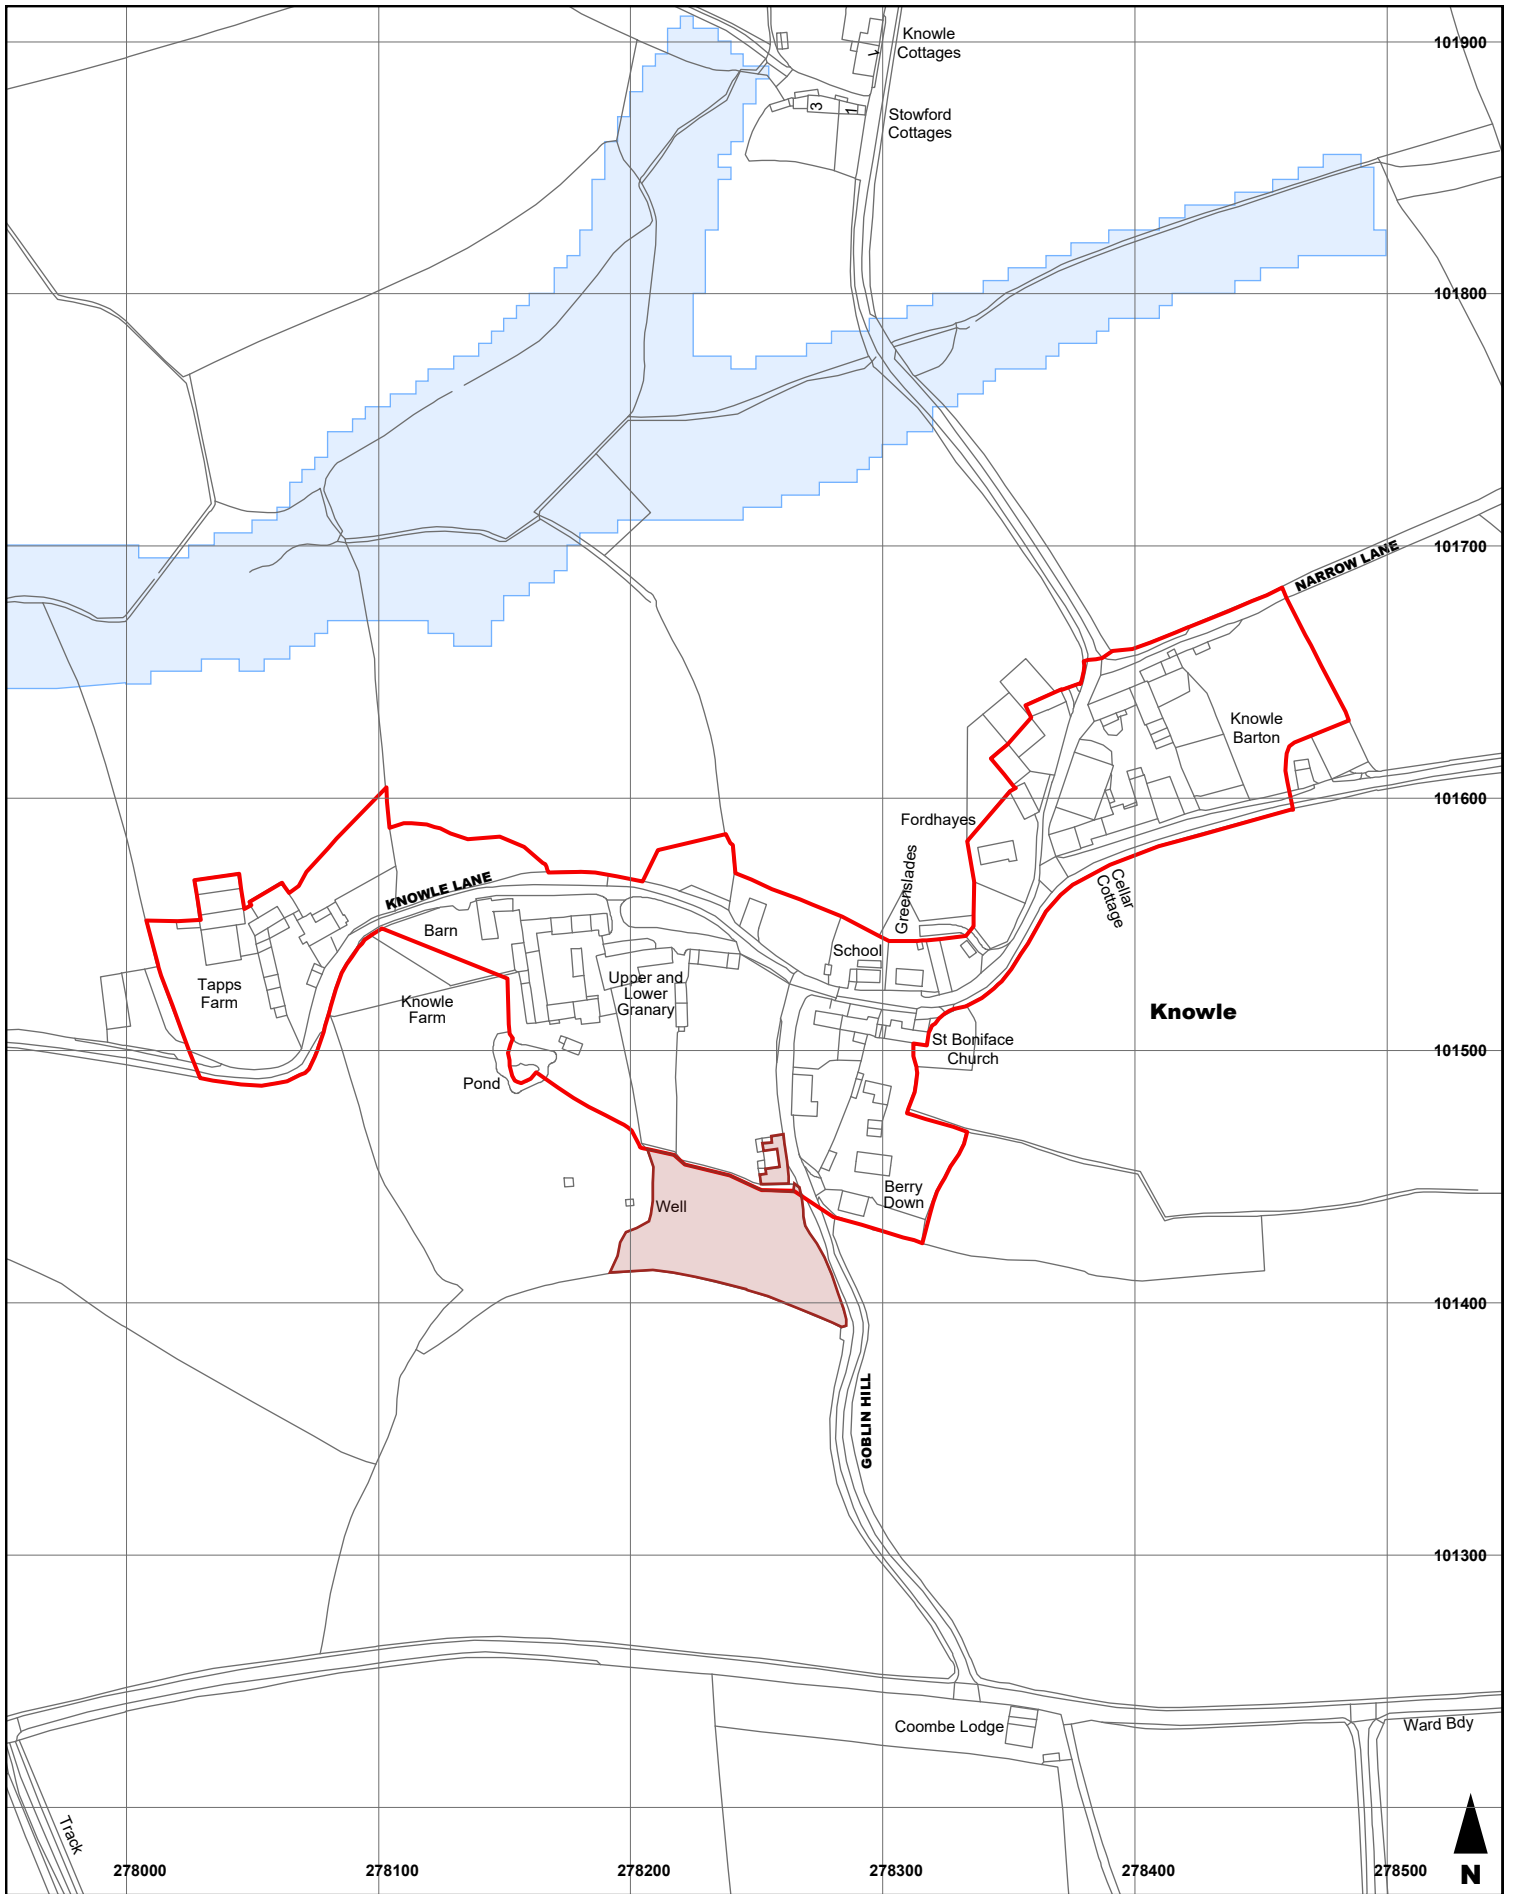 Knowle
Cottages
101900
1
3
1
Stowford
Cottages
101800
101700
NARROW LANE
Knowle
Barton
101600
Fordhayes
Greenslades
Cellar
Cottage
KNOWLE LANE
Barn
School
Tapps
Farm
Knowle
Farm
Upper and
Lower
Granary
Knowle
St Boniface
Church
101500
Pond
Berry
Down
Well
101400
GOBLIN HILL
101300
Coombe Lodge
Ward Bdy
Track
278000
278100
278200
278300
278400
278500
N